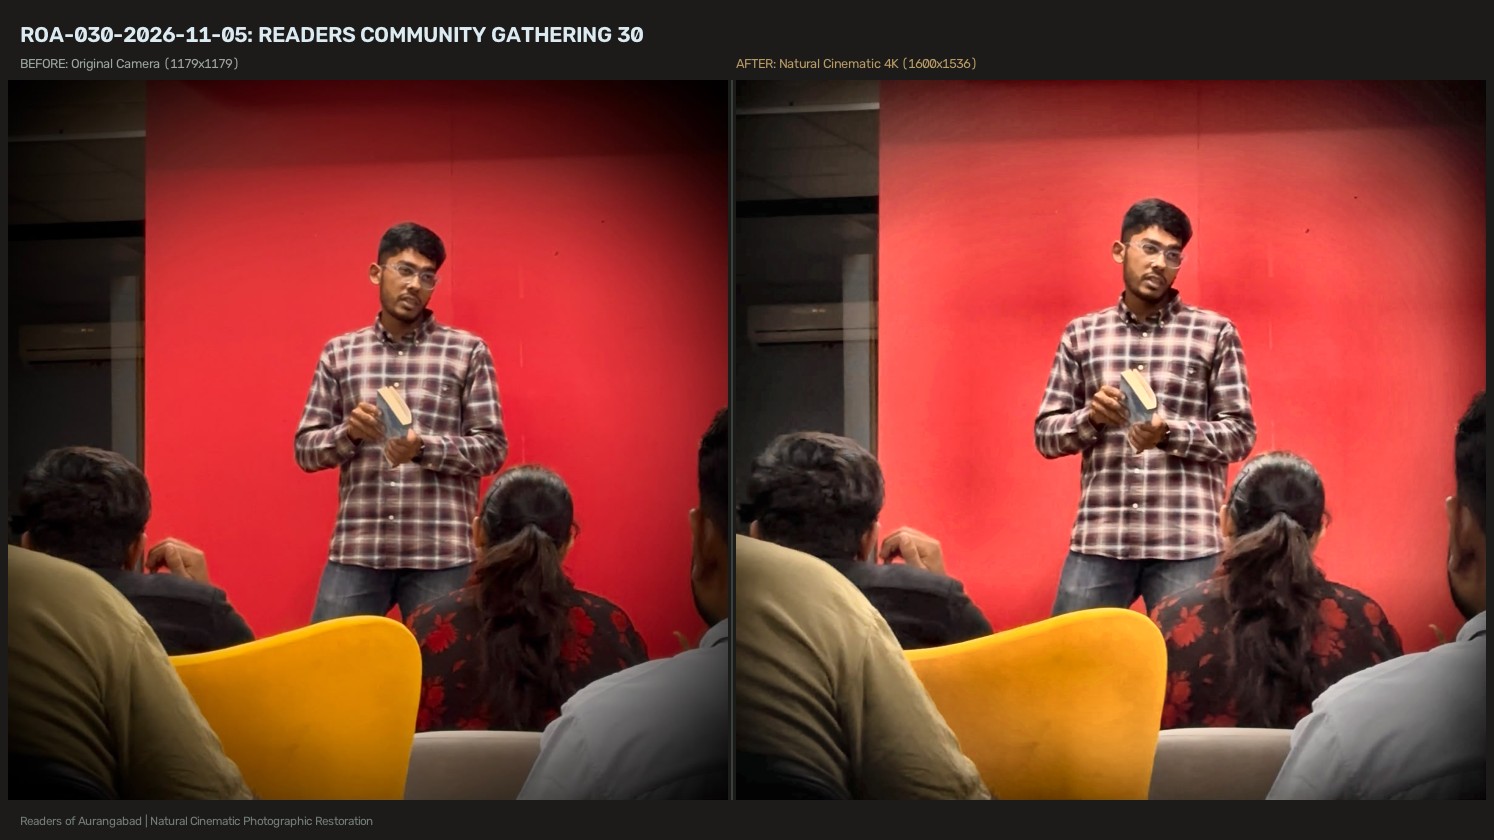 ROA-030-2026-11-05: READERS COMMUNITY GATHERING 30
BEFORE: Original Camera (1179x1179)
AFTER: Natural Cinematic 4K (1600x1536)
Readers of Aurangabad | Natural Cinematic Photographic Restoration